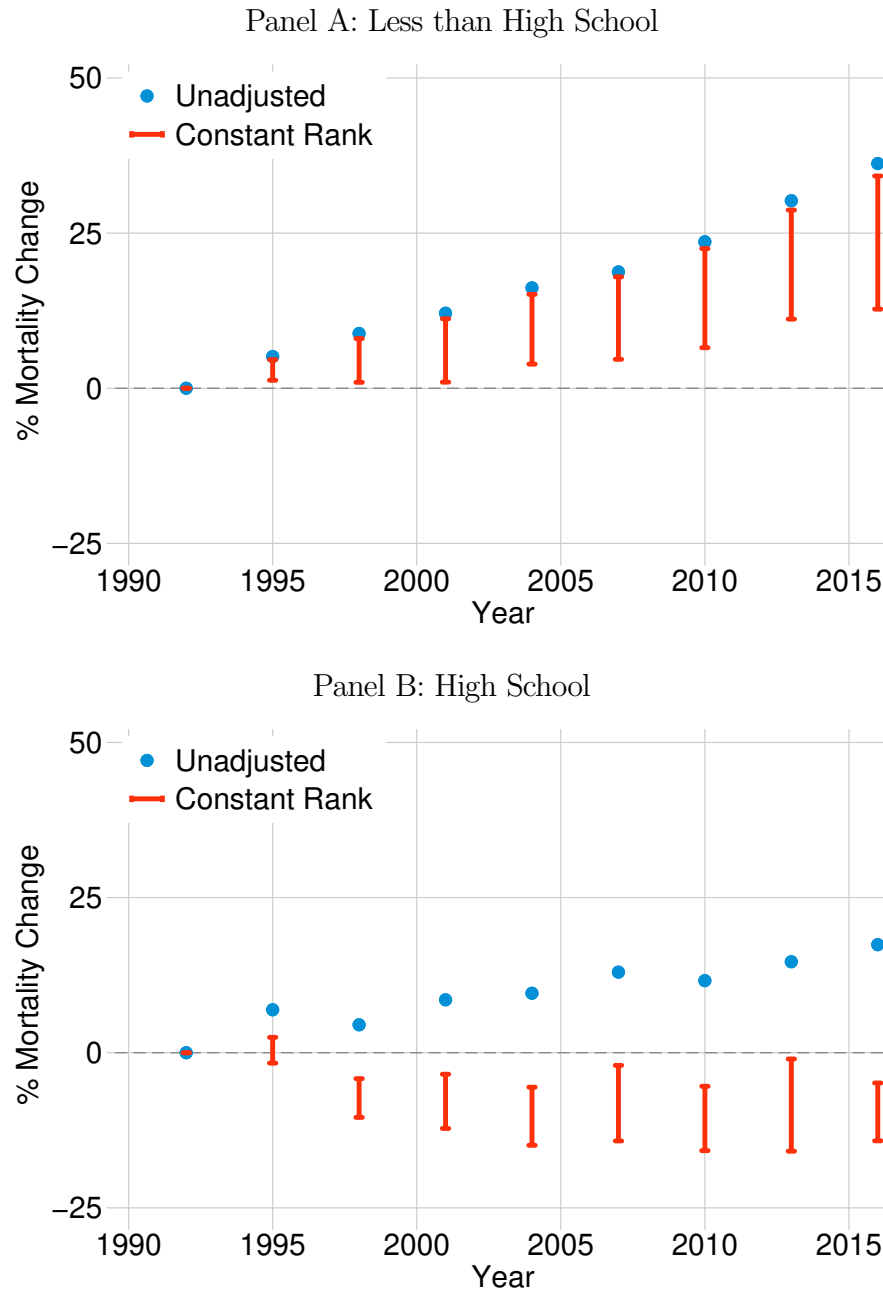 Panel A: Less than High School
50
Unadjusted
Constant Rank
25
% Mortality Change
0
−25
1990 1995 2000 2005 2010 2015
Year
Panel B: High School
50
Unadjusted
Constant Rank
25
% Mortality Change
0
−25
1990 1995 2000 2005 2010 2015
Year